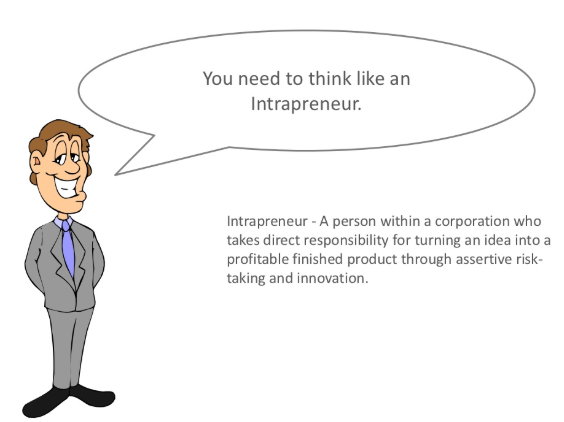 You need to think like an
Intrapreneur.
Intrapreneur - A person within a corporation who
takes direct responsibility for turning an idea into a
profitable finished product through assertive risk-
taking and innovation.